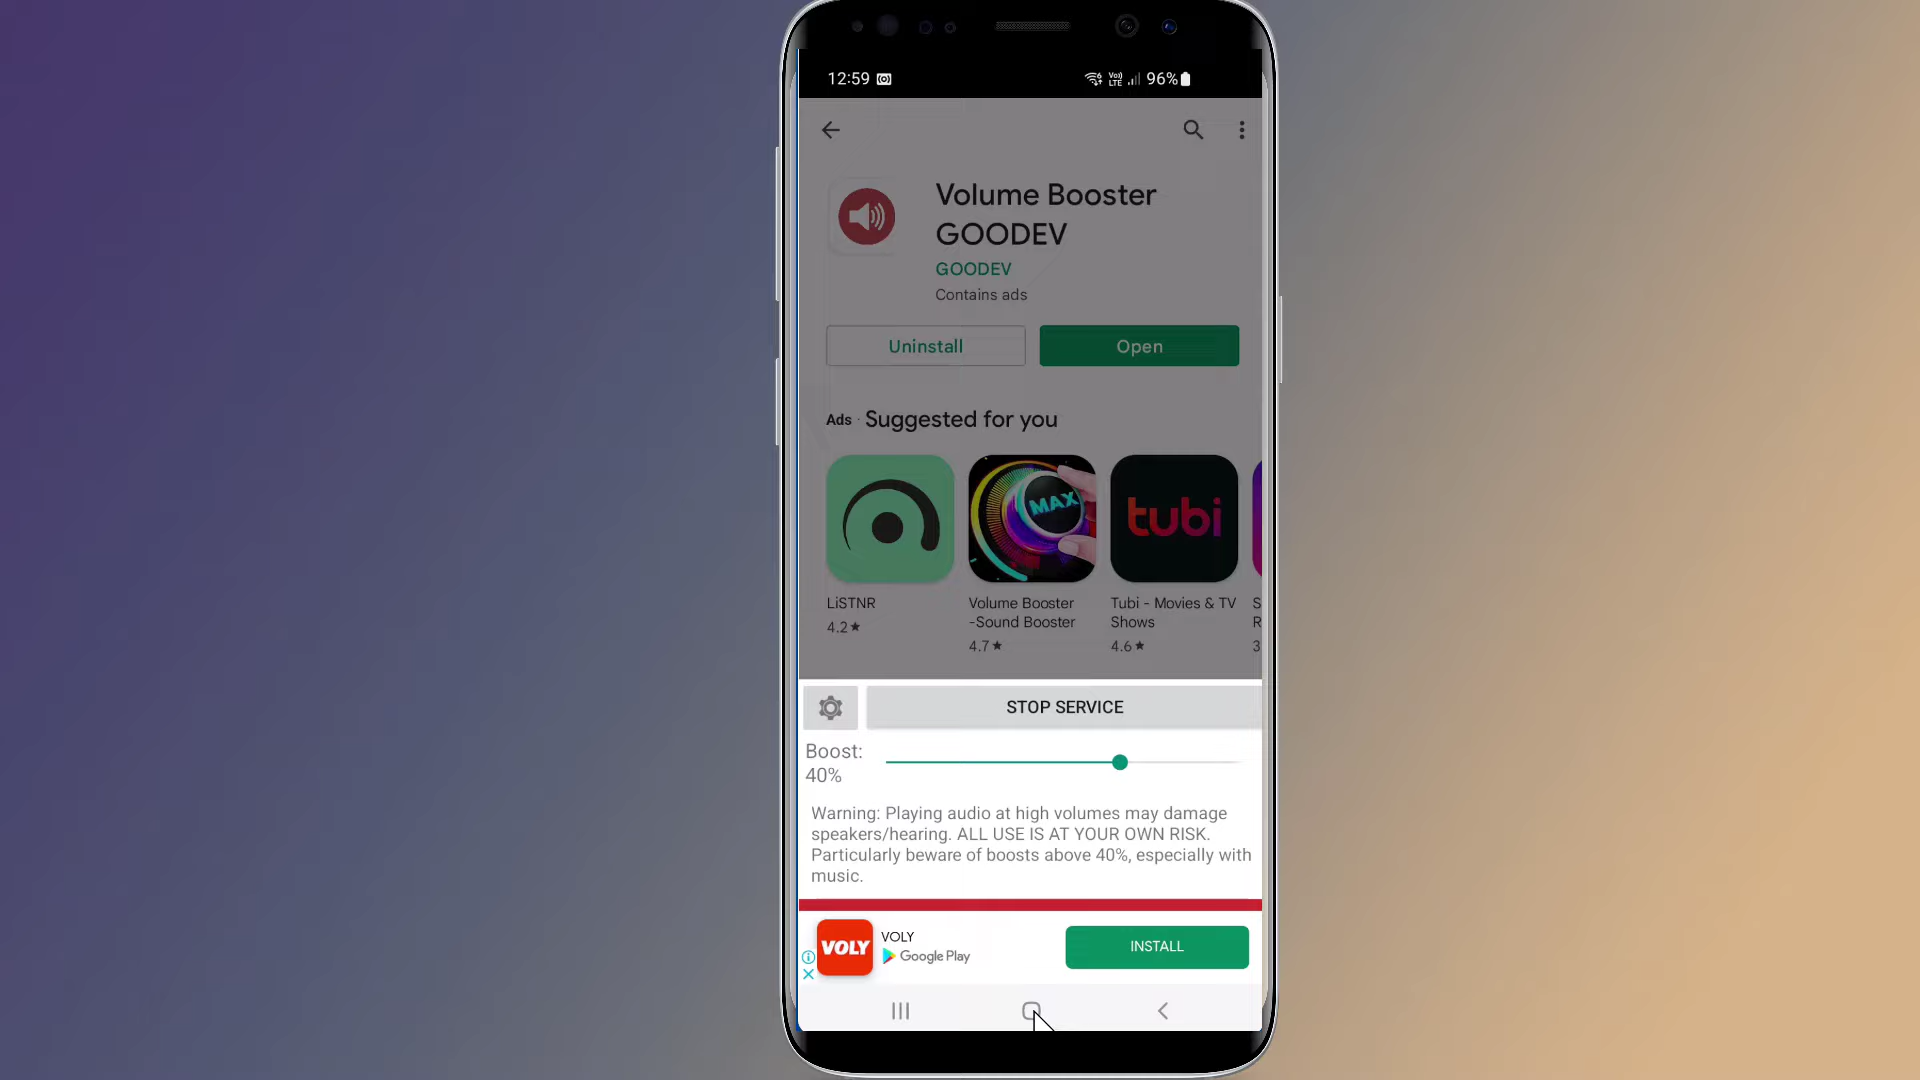 12:59
Vo))
LTE
96%
Volume Booster
GOODEV
GOODEV
Contains ads
Uninstall
Open
Ads · Suggested for you
MAX
tubi
LiSTNR
Volume Booster
-Sound Booster
Tubi - Movies & TV
Shows
S
R
4.2★
4.7★
4.6★
3
STOP SERVICE
Boost:
40%
Warning: Playing audio at high volumes may damage
speakers/hearing. ALL USE IS AT YOUR OWN RISK.
Particularly beware of boosts above 40%, especially with
music.
VOLY
VOLY
Google Play
INSTALL